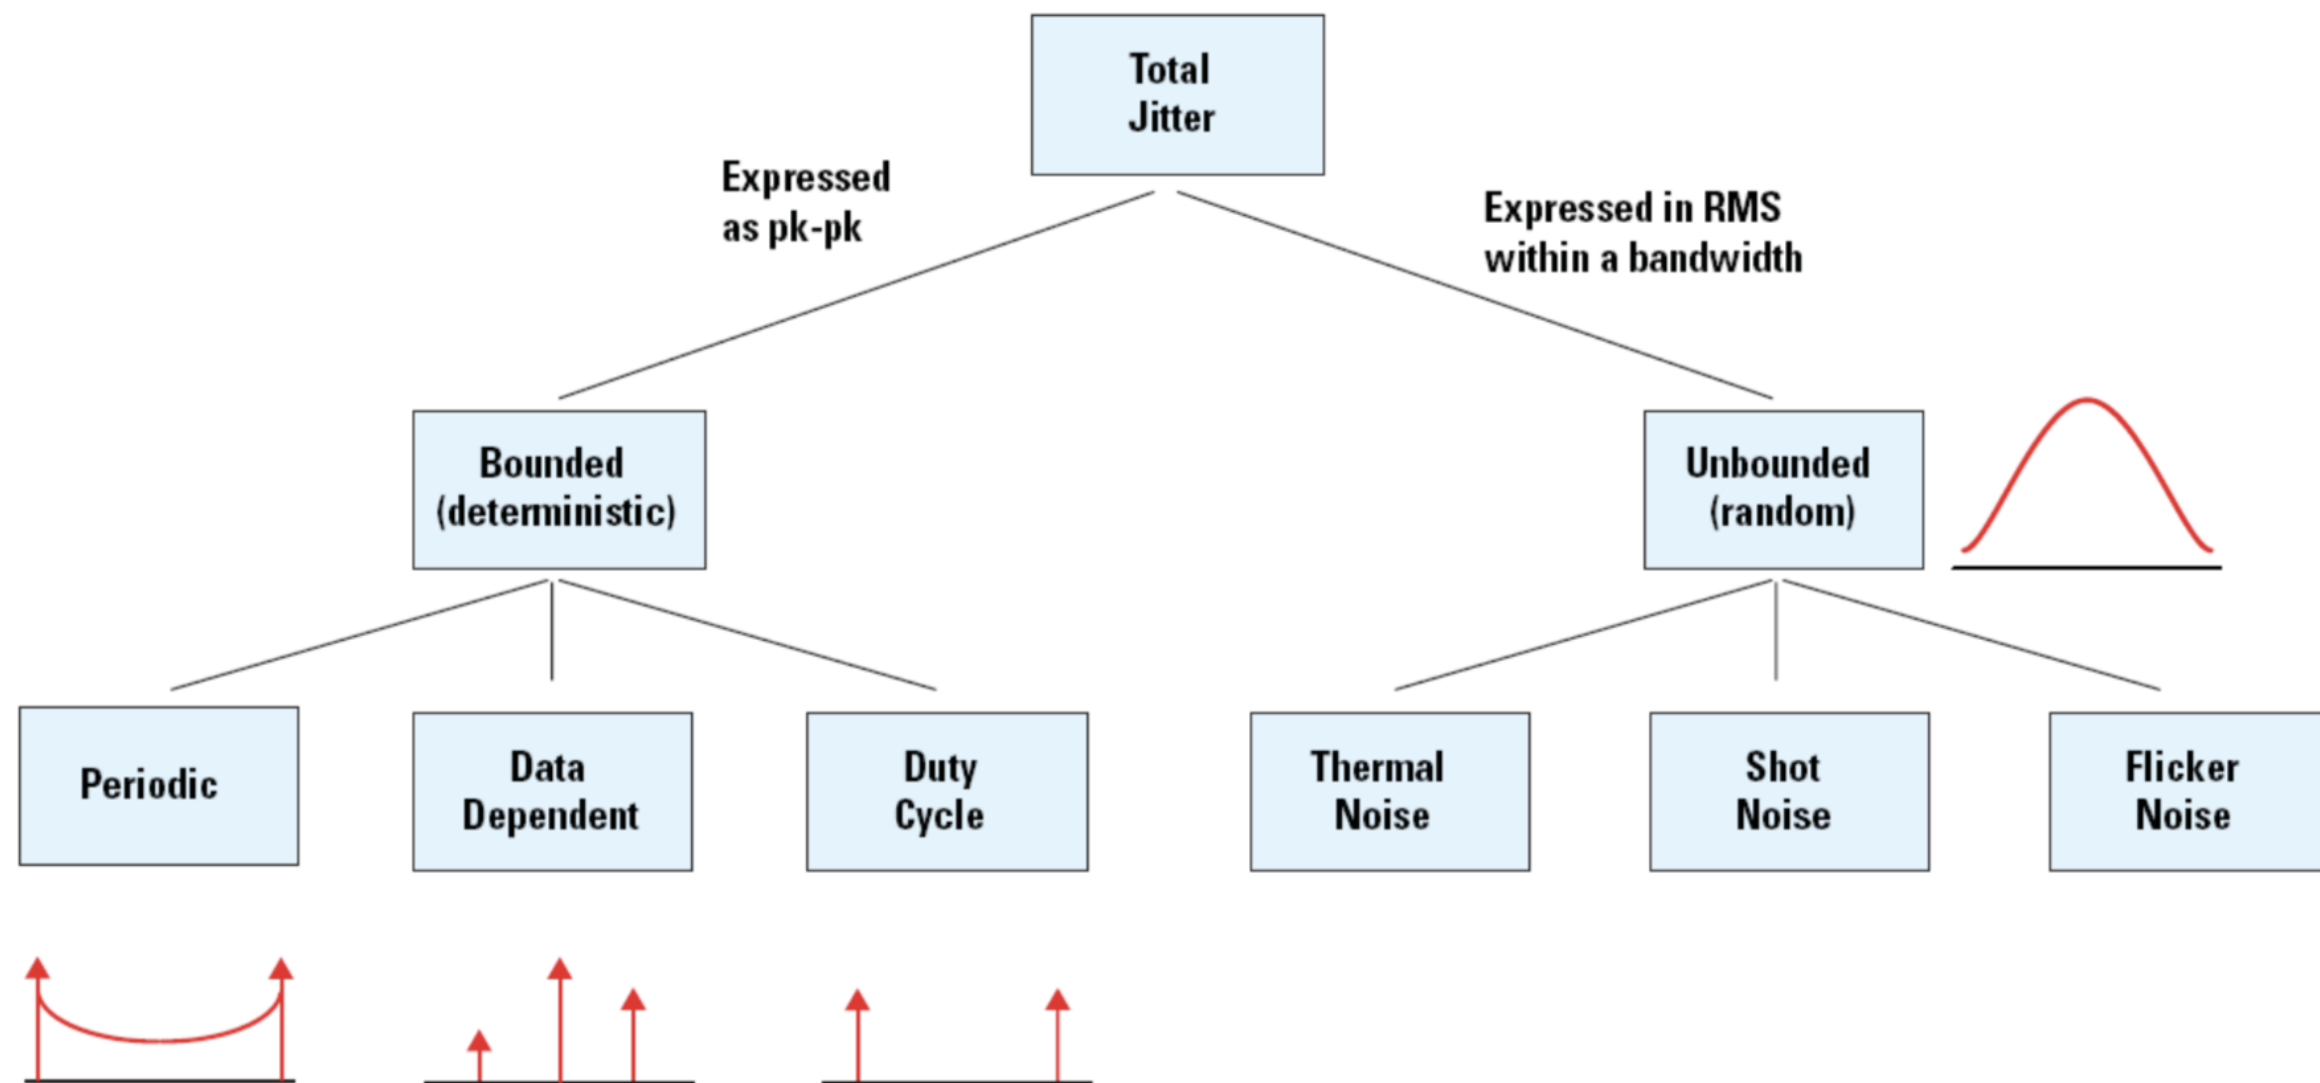 Total
Jitter
Expressed
as pk-pk
Expressed in RMS
within a bandwidth
Bounded
(deterministic)
Unbounded
(random)
Periodic
Data
Dependent
Duty
Cycle
Thermal
Noise
Shot
Noise
Flicker
Noise